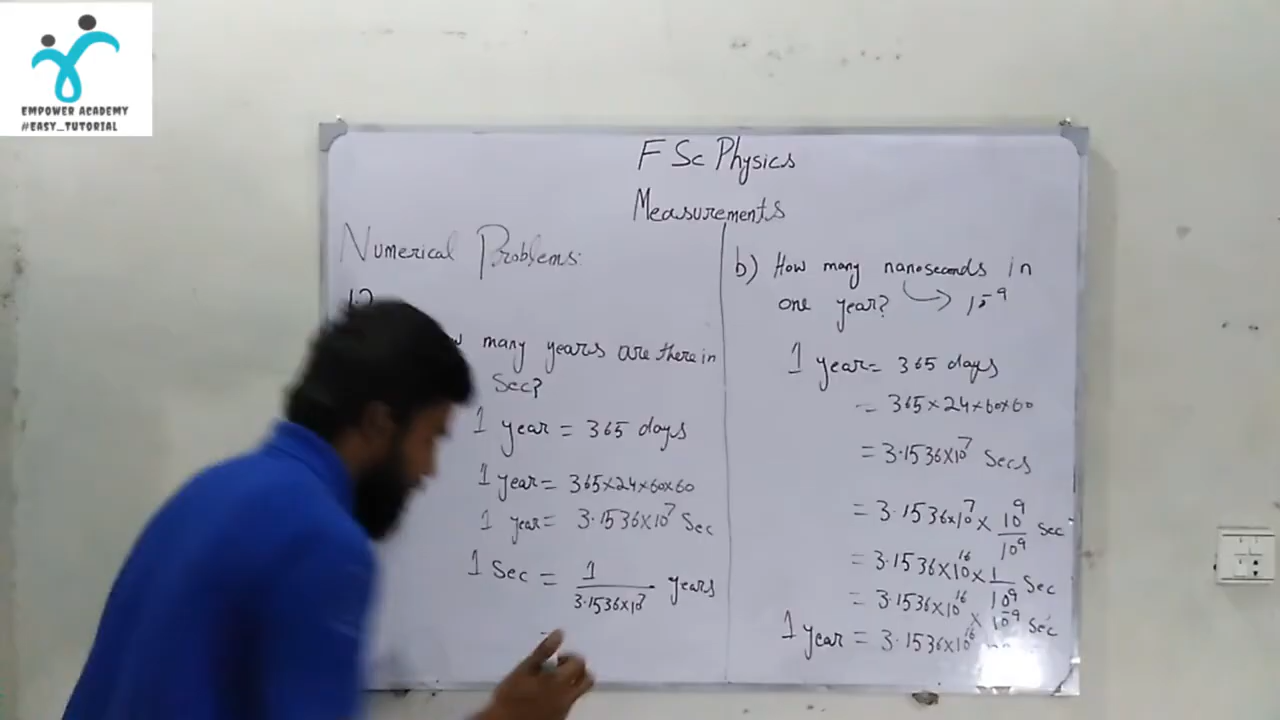 EMPOWER ACADEMY
#EASY_TUTORIAL
F Sc Physics
Measurements
Numerical Problems:
many years are there in
Sec?
1 year = 365 days
1 year = 365×24×60×60
1 year = 3.1536×10⁷ Sec
1 Sec = 1/3.1536×10⁷ years
=
b) How many nanoseconds in
one year? 10⁻⁹
1 year = 365 days
= 365×24×60×60
= 3.1536×10⁷ Secs
= 3.1536×10⁷ × 10⁹/10⁹ Sec
= 3.1536×10¹⁶ × 1/10⁹ Sec
= 3.1536×10¹⁶ × 10⁻⁹ Sec
1 year = 3.1536×10¹⁶